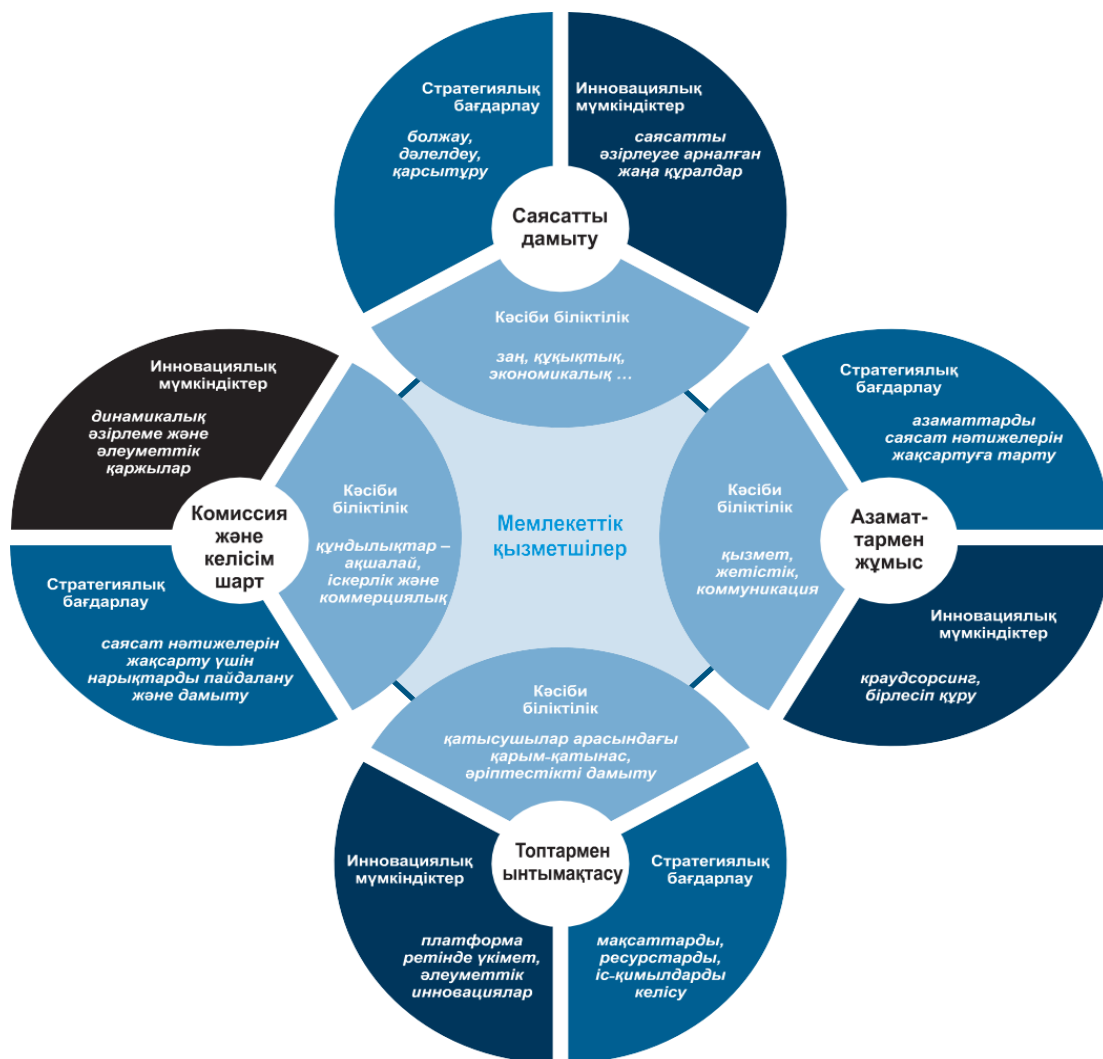 Стратегиялық
бағдарлау
болжау,
дәлелдеу,
қарсытұру
Инновациялық
мүмкіндіктер
саясатты
әзірлеуге арналған
жаңа құралдар
Саясатты
дамыту
Кәсіби біліктілік
заң, құқықтық,
экономикалық ...
Инновациялық
мүмкіндіктер
динамикалық
әзірлеме және
әлеуметтік
қаржылар
Комиссия
және
келісім
шарт
Кәсіби
біліктілік
құндылықтар –
ақшалай,
іскерлік және
коммерциялық
Стратегиялық
бағдарлау
саясат нәтижелерін
жақсарту үшін
нарықтарды пайдалану
және дамыту
Мемлекеттік
қызметшілер
Стратегиялық
бағдарлау
азаматтарды
саясат нәтижелерін
жақсартуға тарту
Кәсіби
біліктілік
қызмет,
жетістік,
коммуникация
Азамат-
тармен
жұмыс
Инновациялық
мүмкіндіктер
краудсорсинг,
бірлесіп құру
Кәсіби
біліктілік
қатысушылар арасындағы
қарым-қатынас,
әріптестікті дамыту
Топтармен
ынтымақтасу
Инновациялық
мүмкіндіктер
платформа
ретінде үкімет,
әлеуметтік
инновациялар
Стратегиялық
бағдарлау
мақсаттарды,
ресурстарды,
іс-қимылдарды
келісу